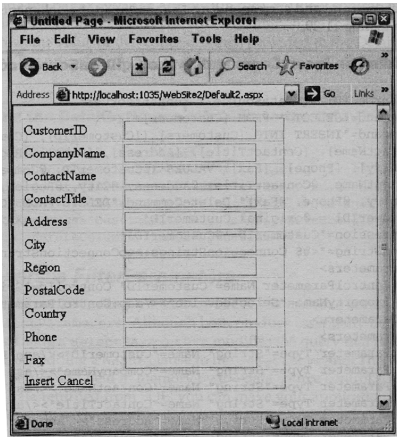 Untitled Page - Microsoft Internet Explorer
File Edit View Favorites Tools Help
Back Search Favorites
Address http://localhost:1035/WebSite2/Default2.aspx Go Links
CustomerID
CompanyName
ContactName
ContactTitle
Address
City
Region
PostalCode
Country
Phone
Fax
Insert Cancel
Done Local intranet